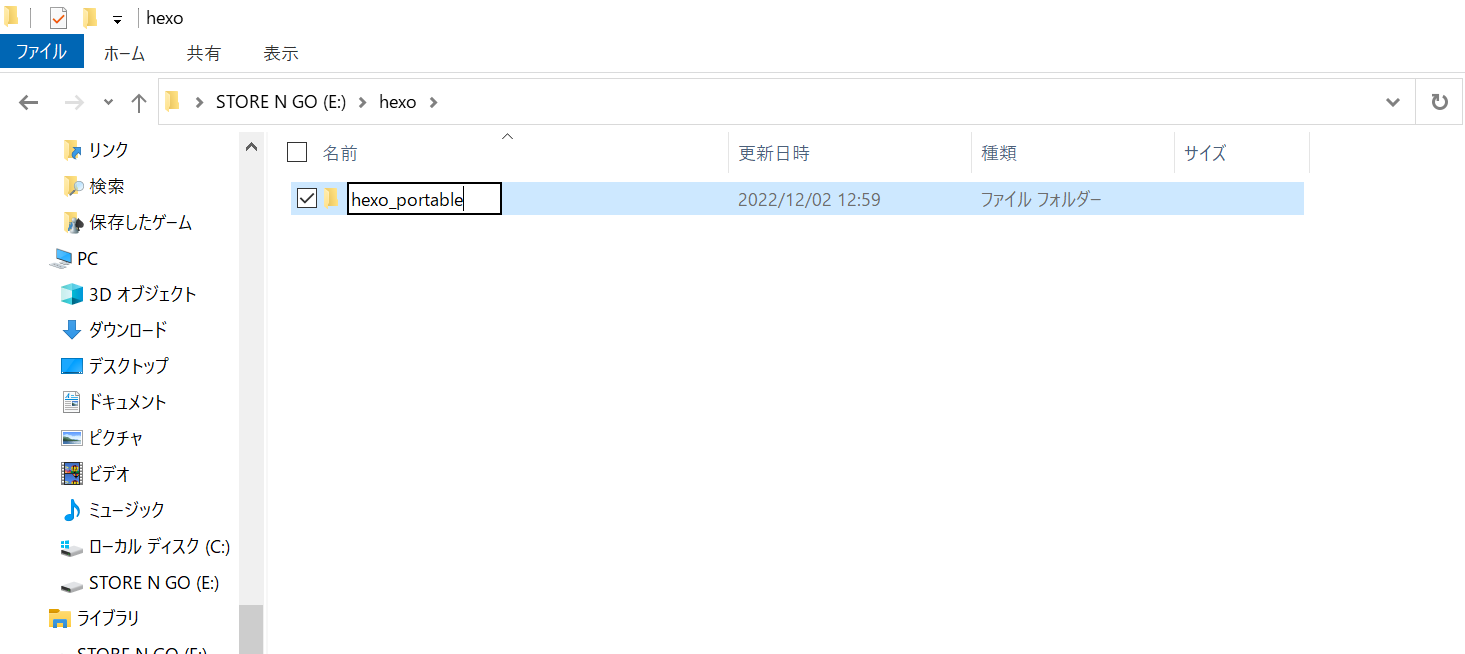 hexo
ファイル ホーム 共有 表示
STORE N GO (E:) hexo
名前 更新日時 種類 サイズ
hexo_portable 2022/12/02 12:59 ファイル フォルダー
リンク
検索
保存したゲーム
PC
3D オブジェクト
ダウンロード
デスクトップ
ドキュメント
ピクチャ
ビデオ
ミュージック
ローカル ディスク (C:)
STORE N GO (E:)
ライブラリ
STORE N GO (E:)